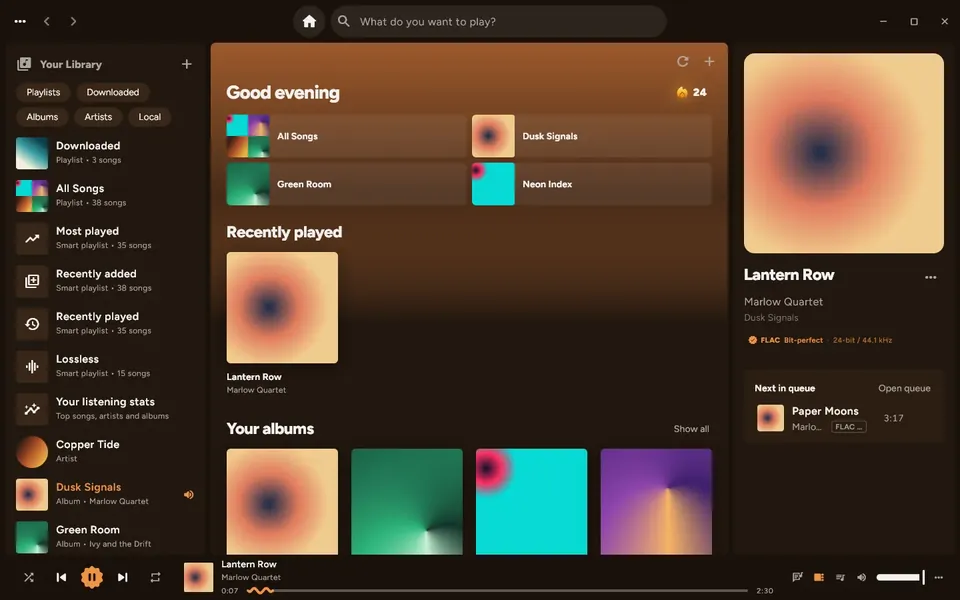 What do you want to play?
Your Library
Playlists
Downloaded
Albums
Artists
Local
Downloaded
Playlist • 3 songs
All Songs
Playlist • 38 songs
Most played
Smart playlist • 35 songs
Recently added
Smart playlist • 38 songs
Recently played
Smart playlist • 35 songs
Lossless
Smart playlist • 15 songs
Your listening stats
Top songs, artists and albums
Copper Tide
Artist
Dusk Signals
Album • Marlow Quartet
Green Room
Album • Ivy and the Drift
Good evening
24
All Songs
Dusk Signals
Green Room
Neon Index
Recently played
Lantern Row
Marlow Quartet
Your albums
Show all
Lantern Row
Marlow Quartet
Dusk Signals
FLAC Bit-perfect · 24-bit / 44.1 kHz
Next in queue
Open queue
Paper Moons
Marlo... FLAC ...
3:17
Lantern Row
Marlow Quartet
0:07
2:30